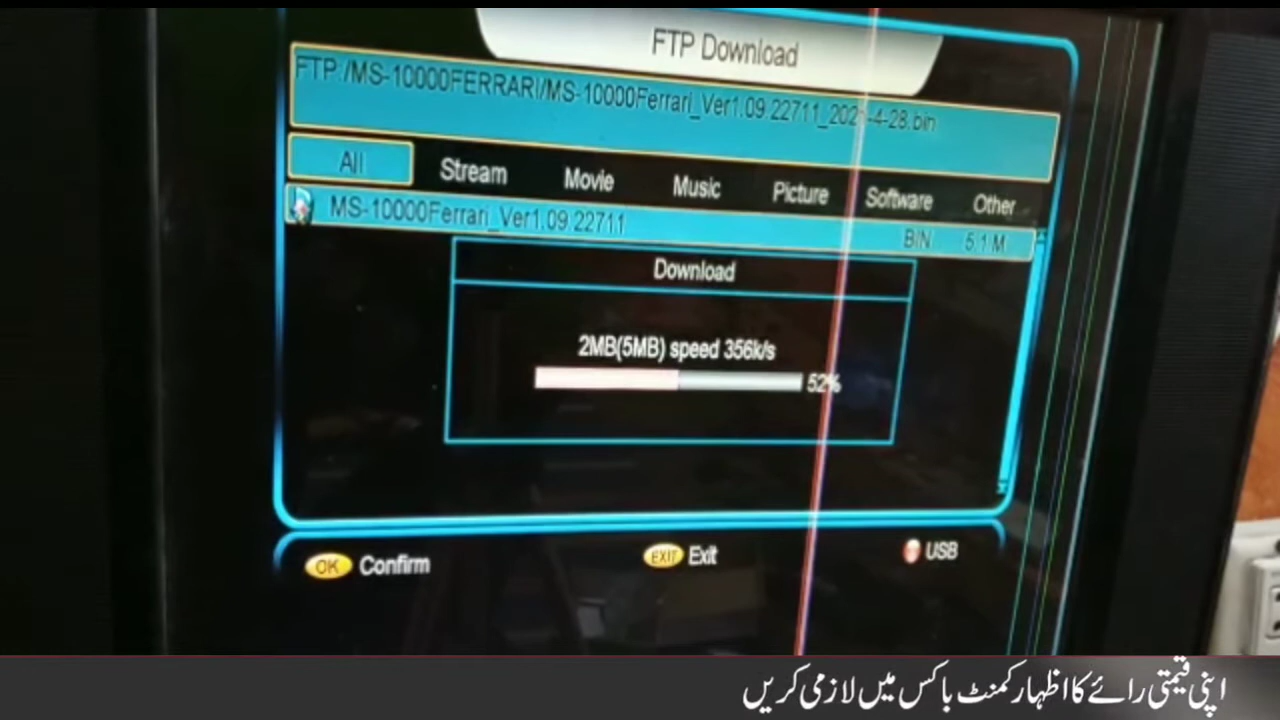 FTP Download
FTP /MS-10000FERRARI/MS-10000Ferrari_Ver1.09.22711_2021-4-28.bin
All Stream Movie Music Picture Software Other
MS-10000Ferrari_Ver1.09.22711 BIN 5.1 M
Download
2MB(5MB) speed 356k/s
52%
OK Confirm EXIT Exit USB
اپنی قیمتی رائے کا اظہار کمنٹ باکس میں لازمی کریں